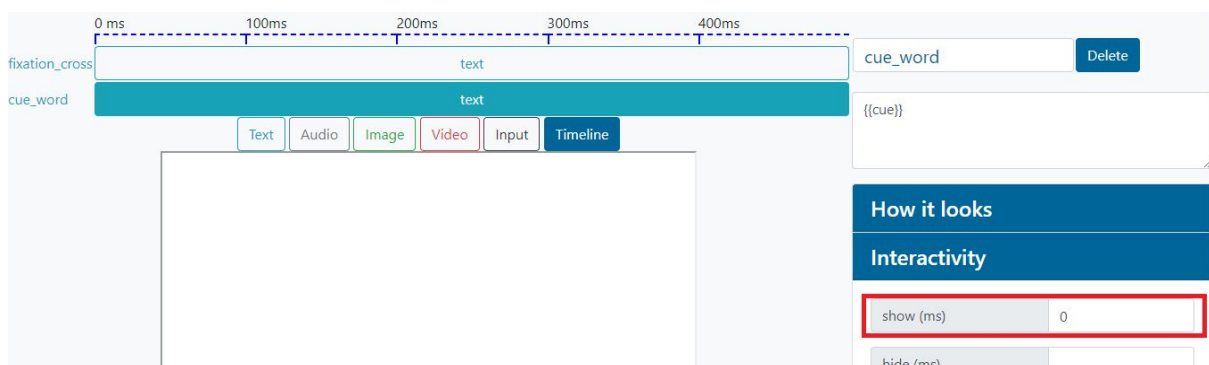 0 ms 100ms 200ms 300ms 400ms
fixation_cross text
cue_word text
Text Audio Image Video Input Timeline
cue_word Delete
{{cue}}
How it looks
Interactivity
show (ms) 0
hide (ms)